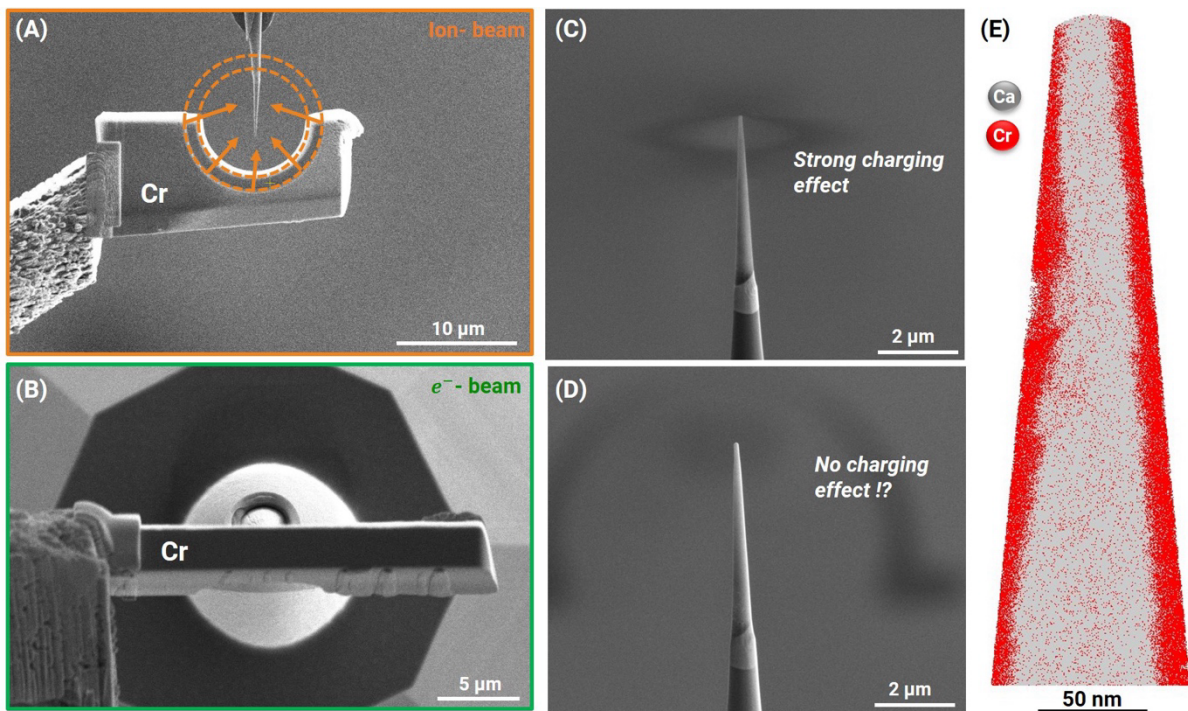 (A)
Ion- beam
Cr
10 µm
(B)
e⁻- beam
Cr
5 µm
(C)
Strong charging
effect
2 µm
(D)
No charging
effect !?
2 µm
(E)
Ca
Cr
50 nm